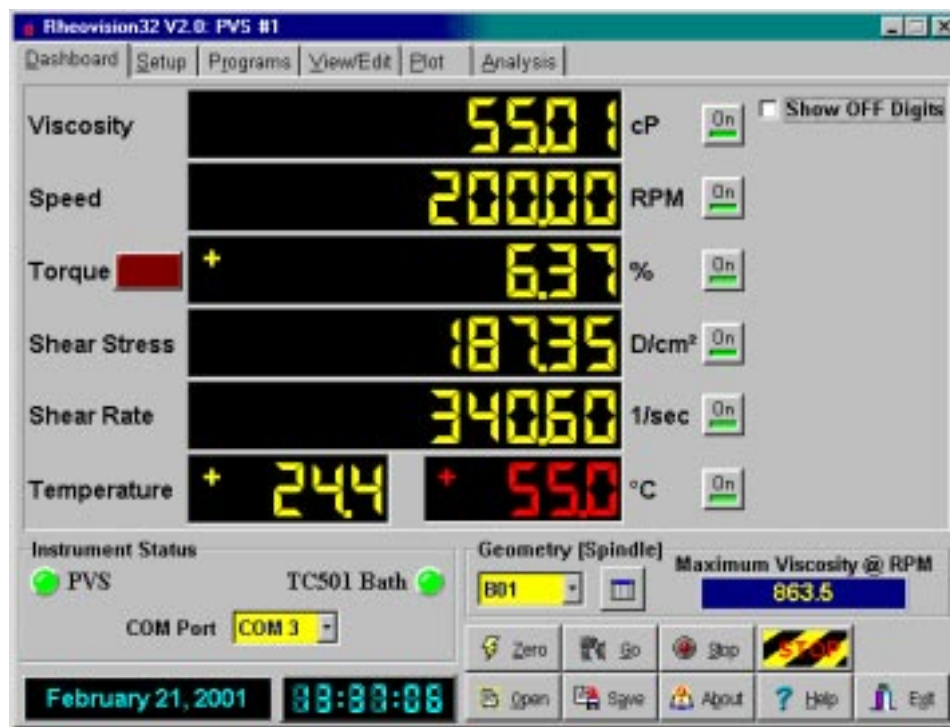 Rheovision32 V2.0: PVS #1
Dashboard Setup Programs View/Edit Plot Analysis
Viscosity 55.01 cP On Show OFF Digits
Speed 200.00 RPM On
Torque + 6.37 % On
Shear Stress 187.35 D/cm² On
Shear Rate 340.60 1/sec On
Temperature + 24.4 + 55.0 °C On
Instrument Status
PVS TC501 Bath
COM Port COM 3
Geometry [Spindle]
Maximum Viscosity @ RPM
B01 863.5
Zero Go Stop STOP
Open Save About Help Exit
February 21, 2001 13:37:06